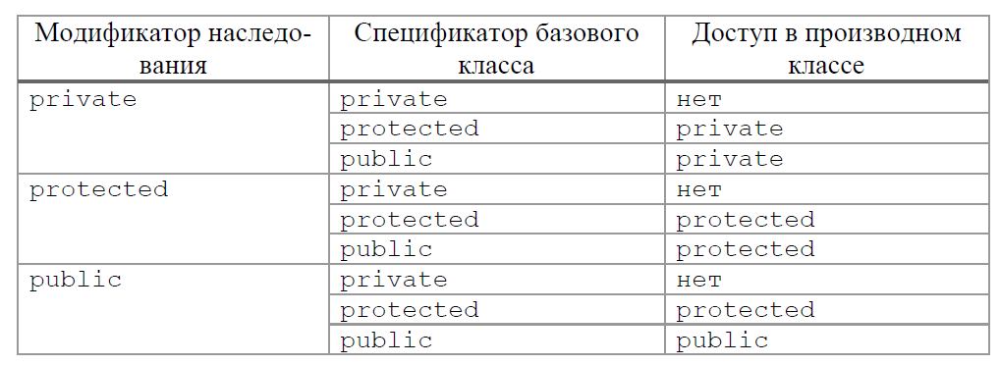 Модификатор наследо- Спецификатор базового Доступ в производном
вания класса классе
private private нет
protected private
public private
protected private нет
protected protected
public protected
public private нет
protected protected
public public